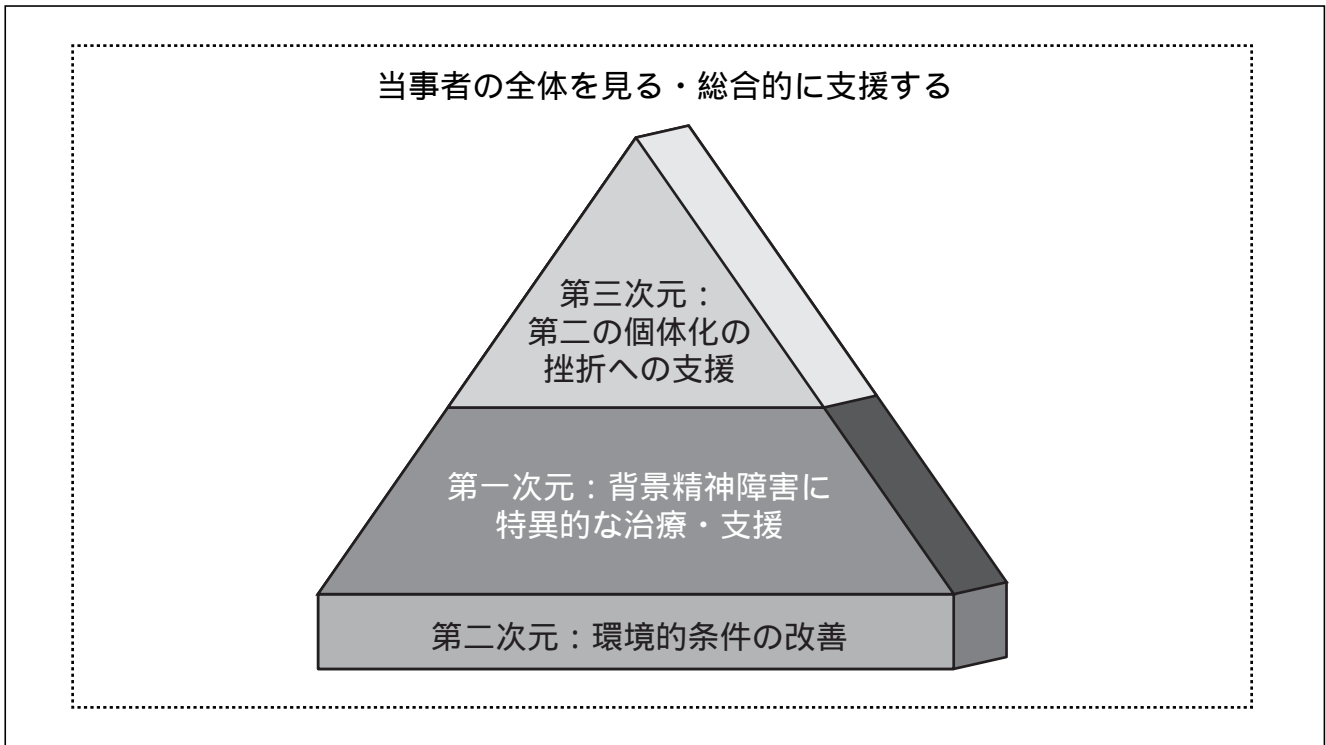 当事者の全体を見る・総合的に支援する
第三次元：
第二の個体化の
挫折への支援
第一次元：背景精神障害に
特異的な治療・支援
第二次元：環境的条件の改善